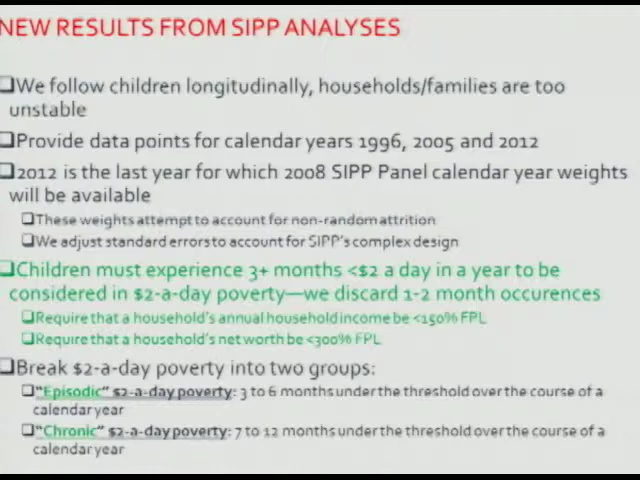 NEW RESULTS FROM SIPP ANALYSES
❑We follow children longitudinally, households/families are too
unstable
❑Provide data points for calendar years 1996, 2005 and 2012
❑2012 is the last year for which 2008 SIPP Panel calendar year weights
will be available
❑These weights attempt to account for non-random attrition
❑We adjust standard errors to account for SIPP's complex design
❑Children must experience 3+ months <$2 a day in a year to be
considered in $2-a-day poverty—we discard 1-2 month occurences
❑Require that a household's annual household income be <150% FPL
❑Require that a household's net worth be <300% FPL
❑Break $2-a-day poverty into two groups:
❑"Episodic" $2-a-day poverty: 3 to 6 months under the threshold over the course of a
calendar year
❑"Chronic" $2-a-day poverty: 7 to 12 months under the threshold over the course of a
calendar year